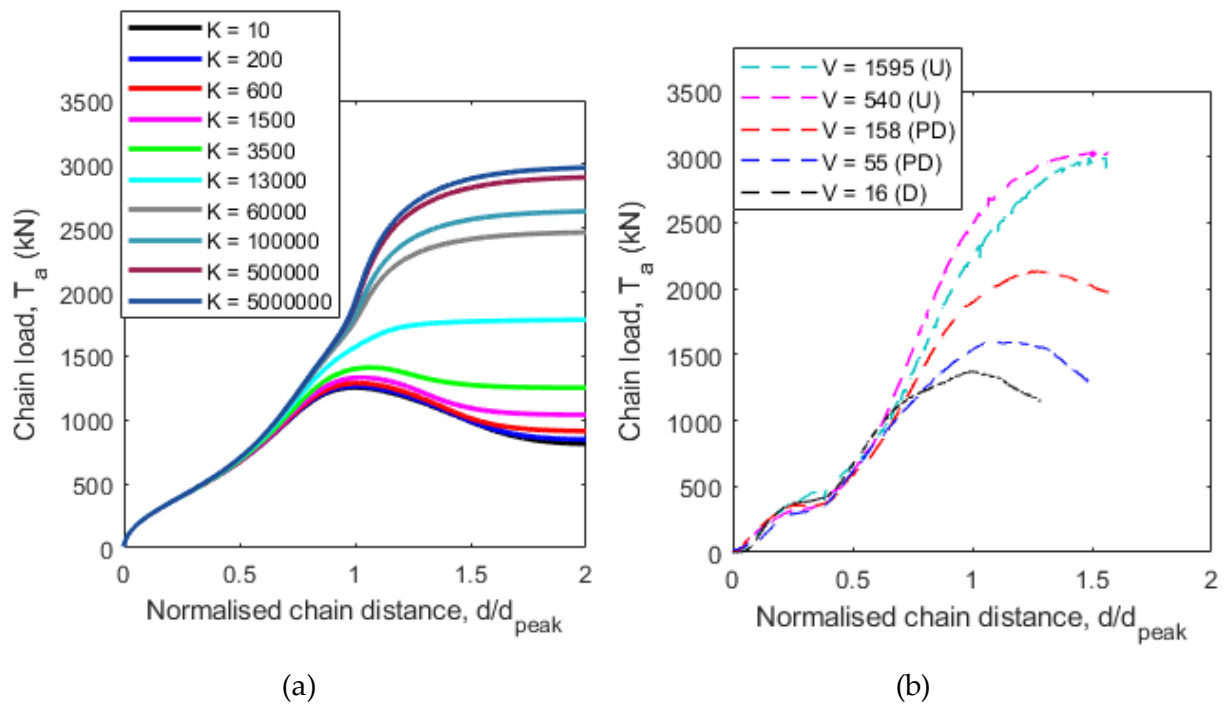 K = 10
K = 200
K = 600
K = 1500
K = 3500
K = 13000
K = 60000
K = 100000
K = 500000
K = 5000000
3500
3000
2500
2000
1500
1000
500
0
Chain load, T_a (kN)
0 0.5 1 1.5 2
Normalised chain distance, d/d_peak
(a)
V = 1595 (U)
V = 540 (U)
V = 158 (PD)
V = 55 (PD)
V = 16 (D)
3500
3000
2500
2000
1500
1000
500
0
Chain load, T_a (kN)
0 0.5 1 1.5 2
Normalised chain distance, d/d_peak
(b)